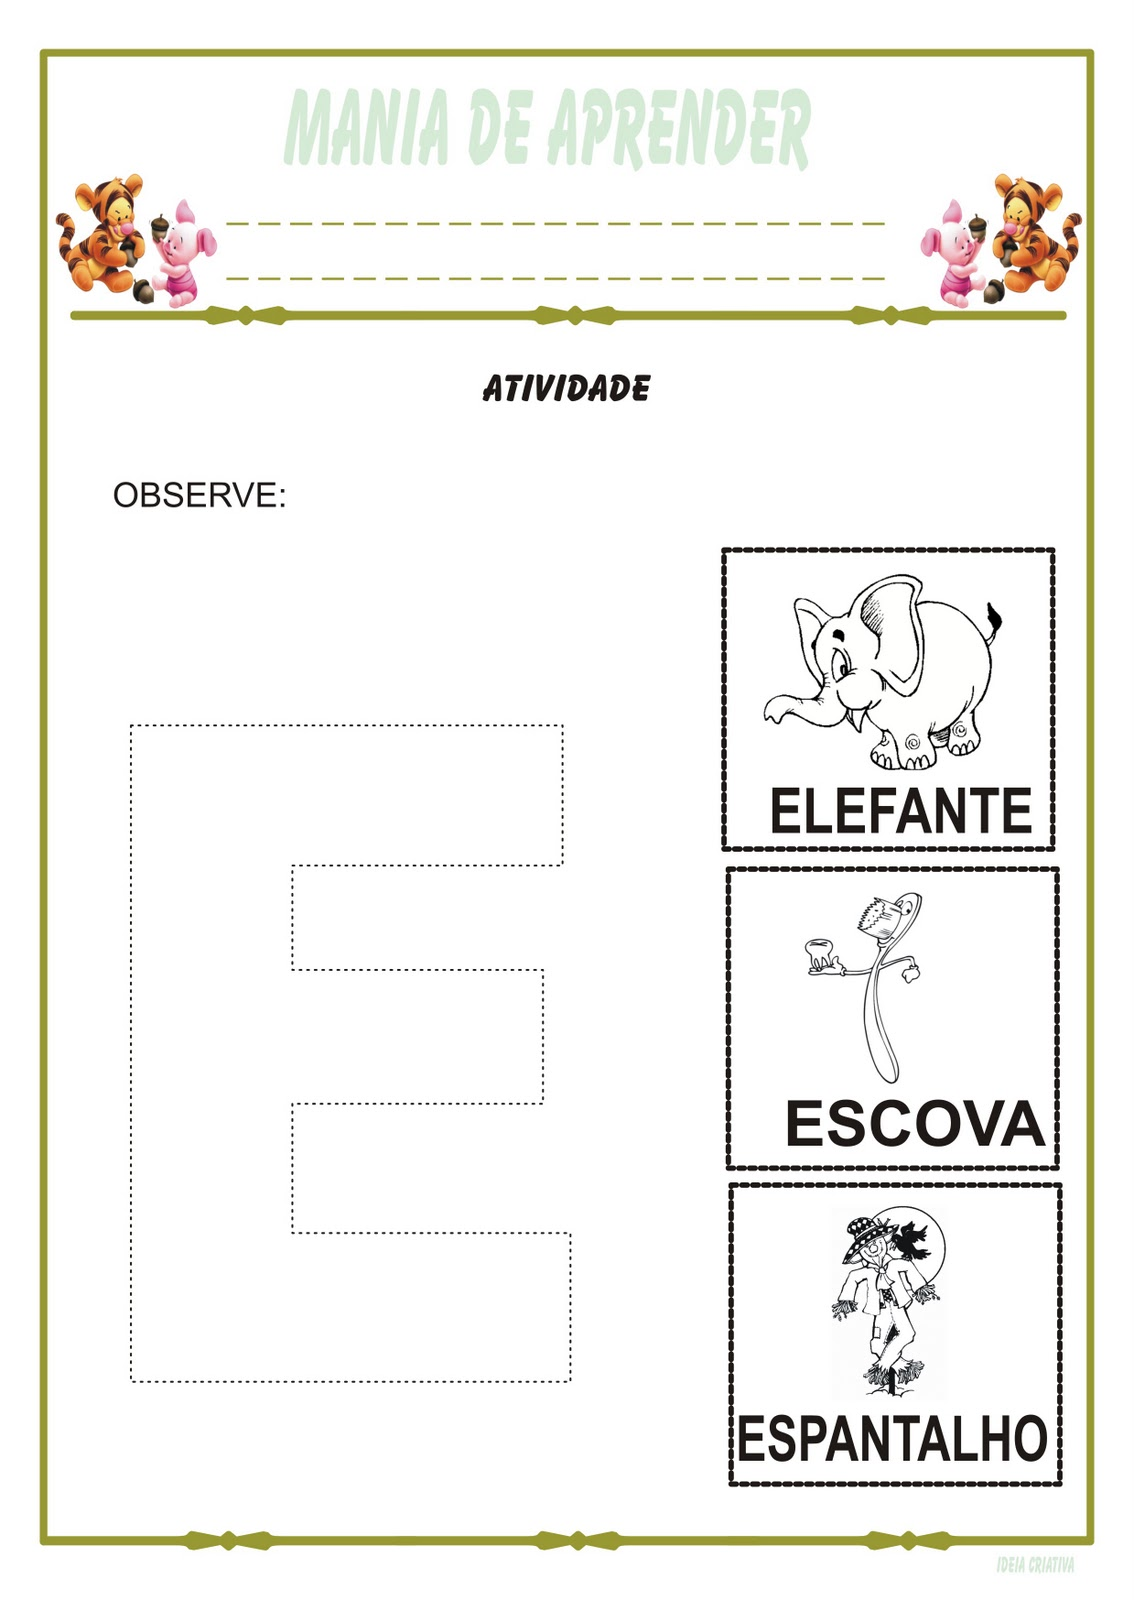 MANIA DE APRENDER
ATIVIDADE
OBSERVE:
E
ELEFANTE
ESCOVA
ESPANTALHO
IDEIA CRIATIVA